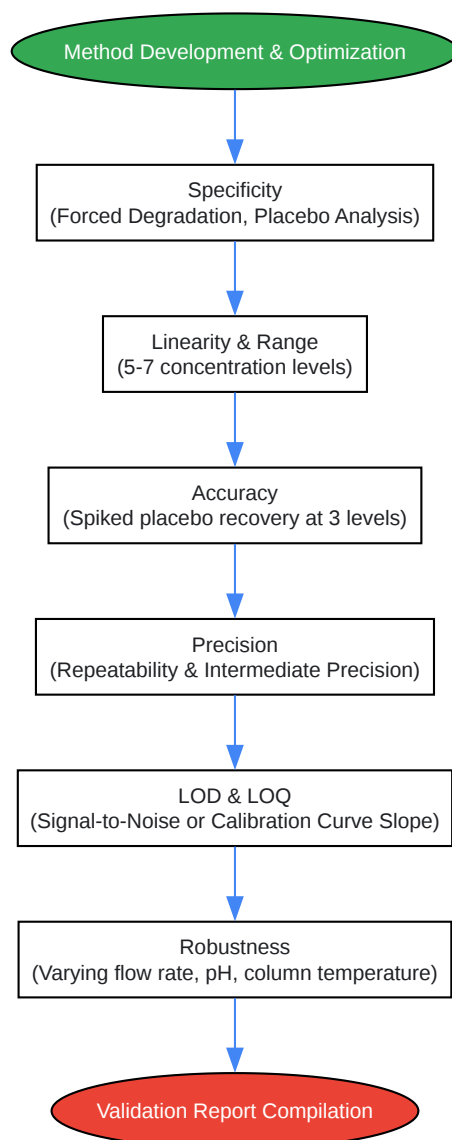 Method Development & Optimization
Specificity
(Forced Degradation, Placebo Analysis)
Linearity & Range
(5-7 concentration levels)
Accuracy
(Spiked placebo recovery at 3 levels)
Precision
(Repeatability & Intermediate Precision)
LOD & LOQ
(Signal-to-Noise or Calibration Curve Slope)
Robustness
(Varying flow rate, pH, column temperature)
Validation Report Compilation